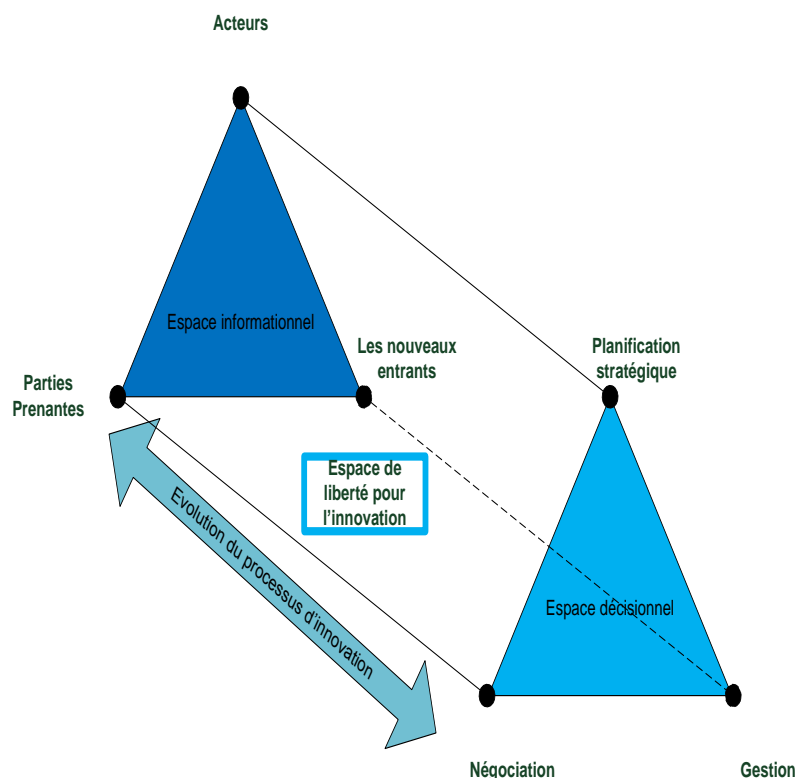 Acteurs
Espace informationnel
Les nouveaux
entrants
Planification
stratégique
Parties
Prenantes
Espace de
liberté pour
l'innovation
Evolution du processus d'innovation
Espace décisionnel
Négociation
Gestion